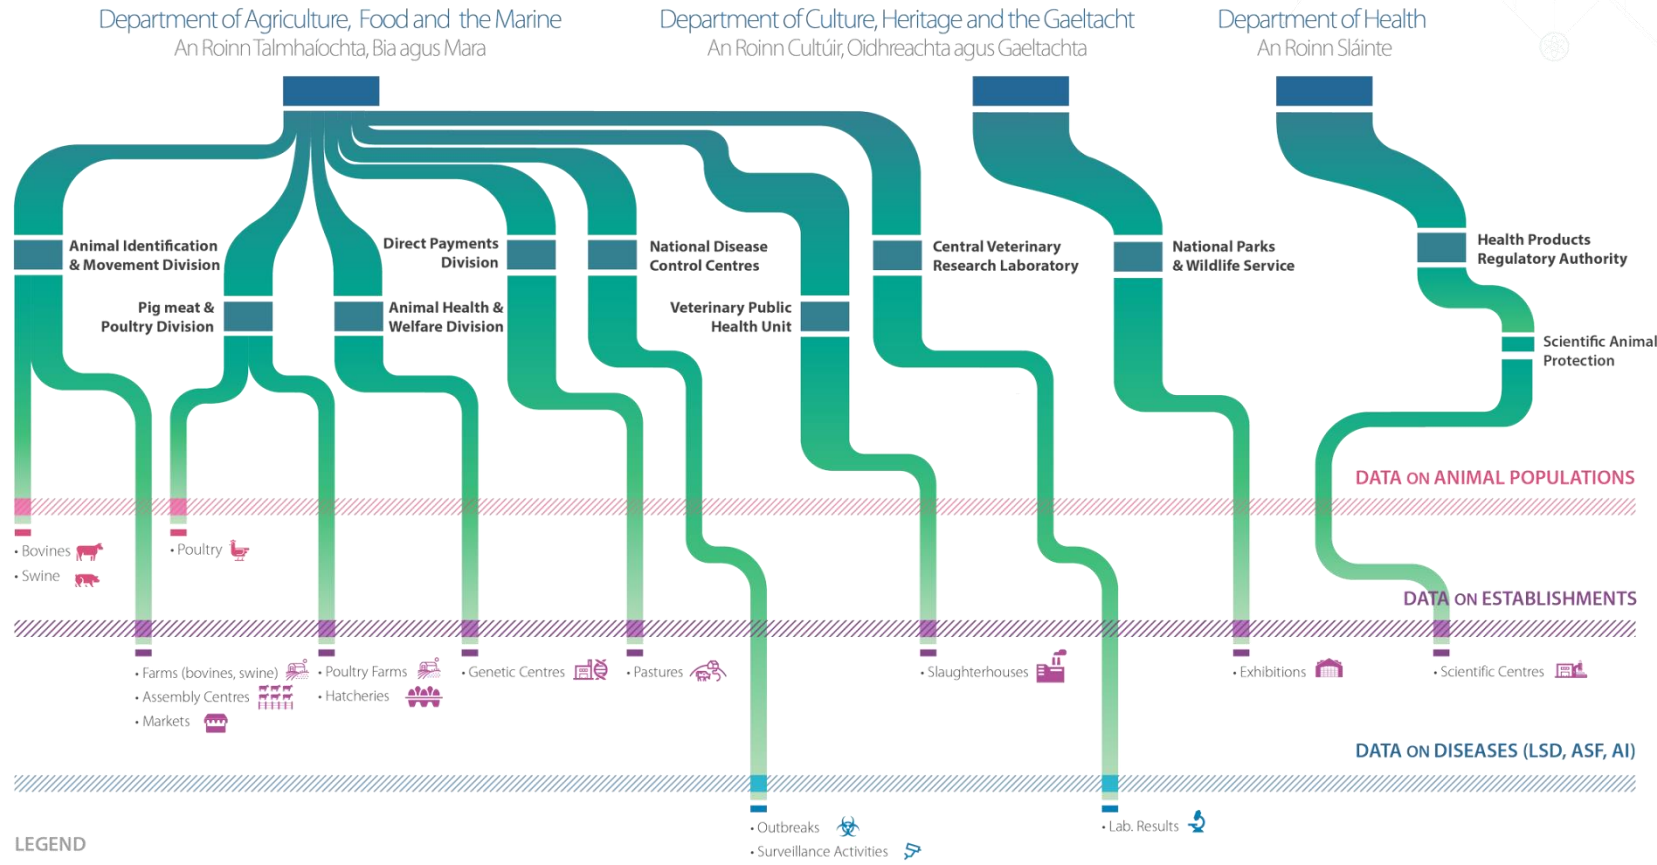 Department of Agriculture, Food and the Marine
An Roinn Talmhaíochta, Bia agus Mara
Department of Culture, Heritage and the Gaeltacht
An Roinn Cultúir, Oidhreachta agus Gaeltachta
Department of Health
An Roinn Sláinte
Animal Identification
& Movement Division
Pig meat &
Poultry Division
Animal Health &
Welfare Division
Direct Payments
Division
National Disease
Control Centres
Veterinary Public
Health Unit
Central Veterinary
Research Laboratory
National Parks
& Wildlife Service
Health Products
Regulatory Authority
Scientific Animal
Protection
DATA ON ANIMAL POPULATIONS
• Bovines
• Swine
• Poultry
DATA ON ESTABLISHMENTS
• Farms (bovines, swine)
• Assembly Centres
• Markets
• Poultry Farms
• Hatcheries
• Genetic Centres
• Pastures
• Slaughterhouses
• Exhibitions
• Scientific Centres
DATA ON DISEASES (LSD, ASF, AI)
• Outbreaks
• Surveillance Activities
• Lab. Results
LEGEND